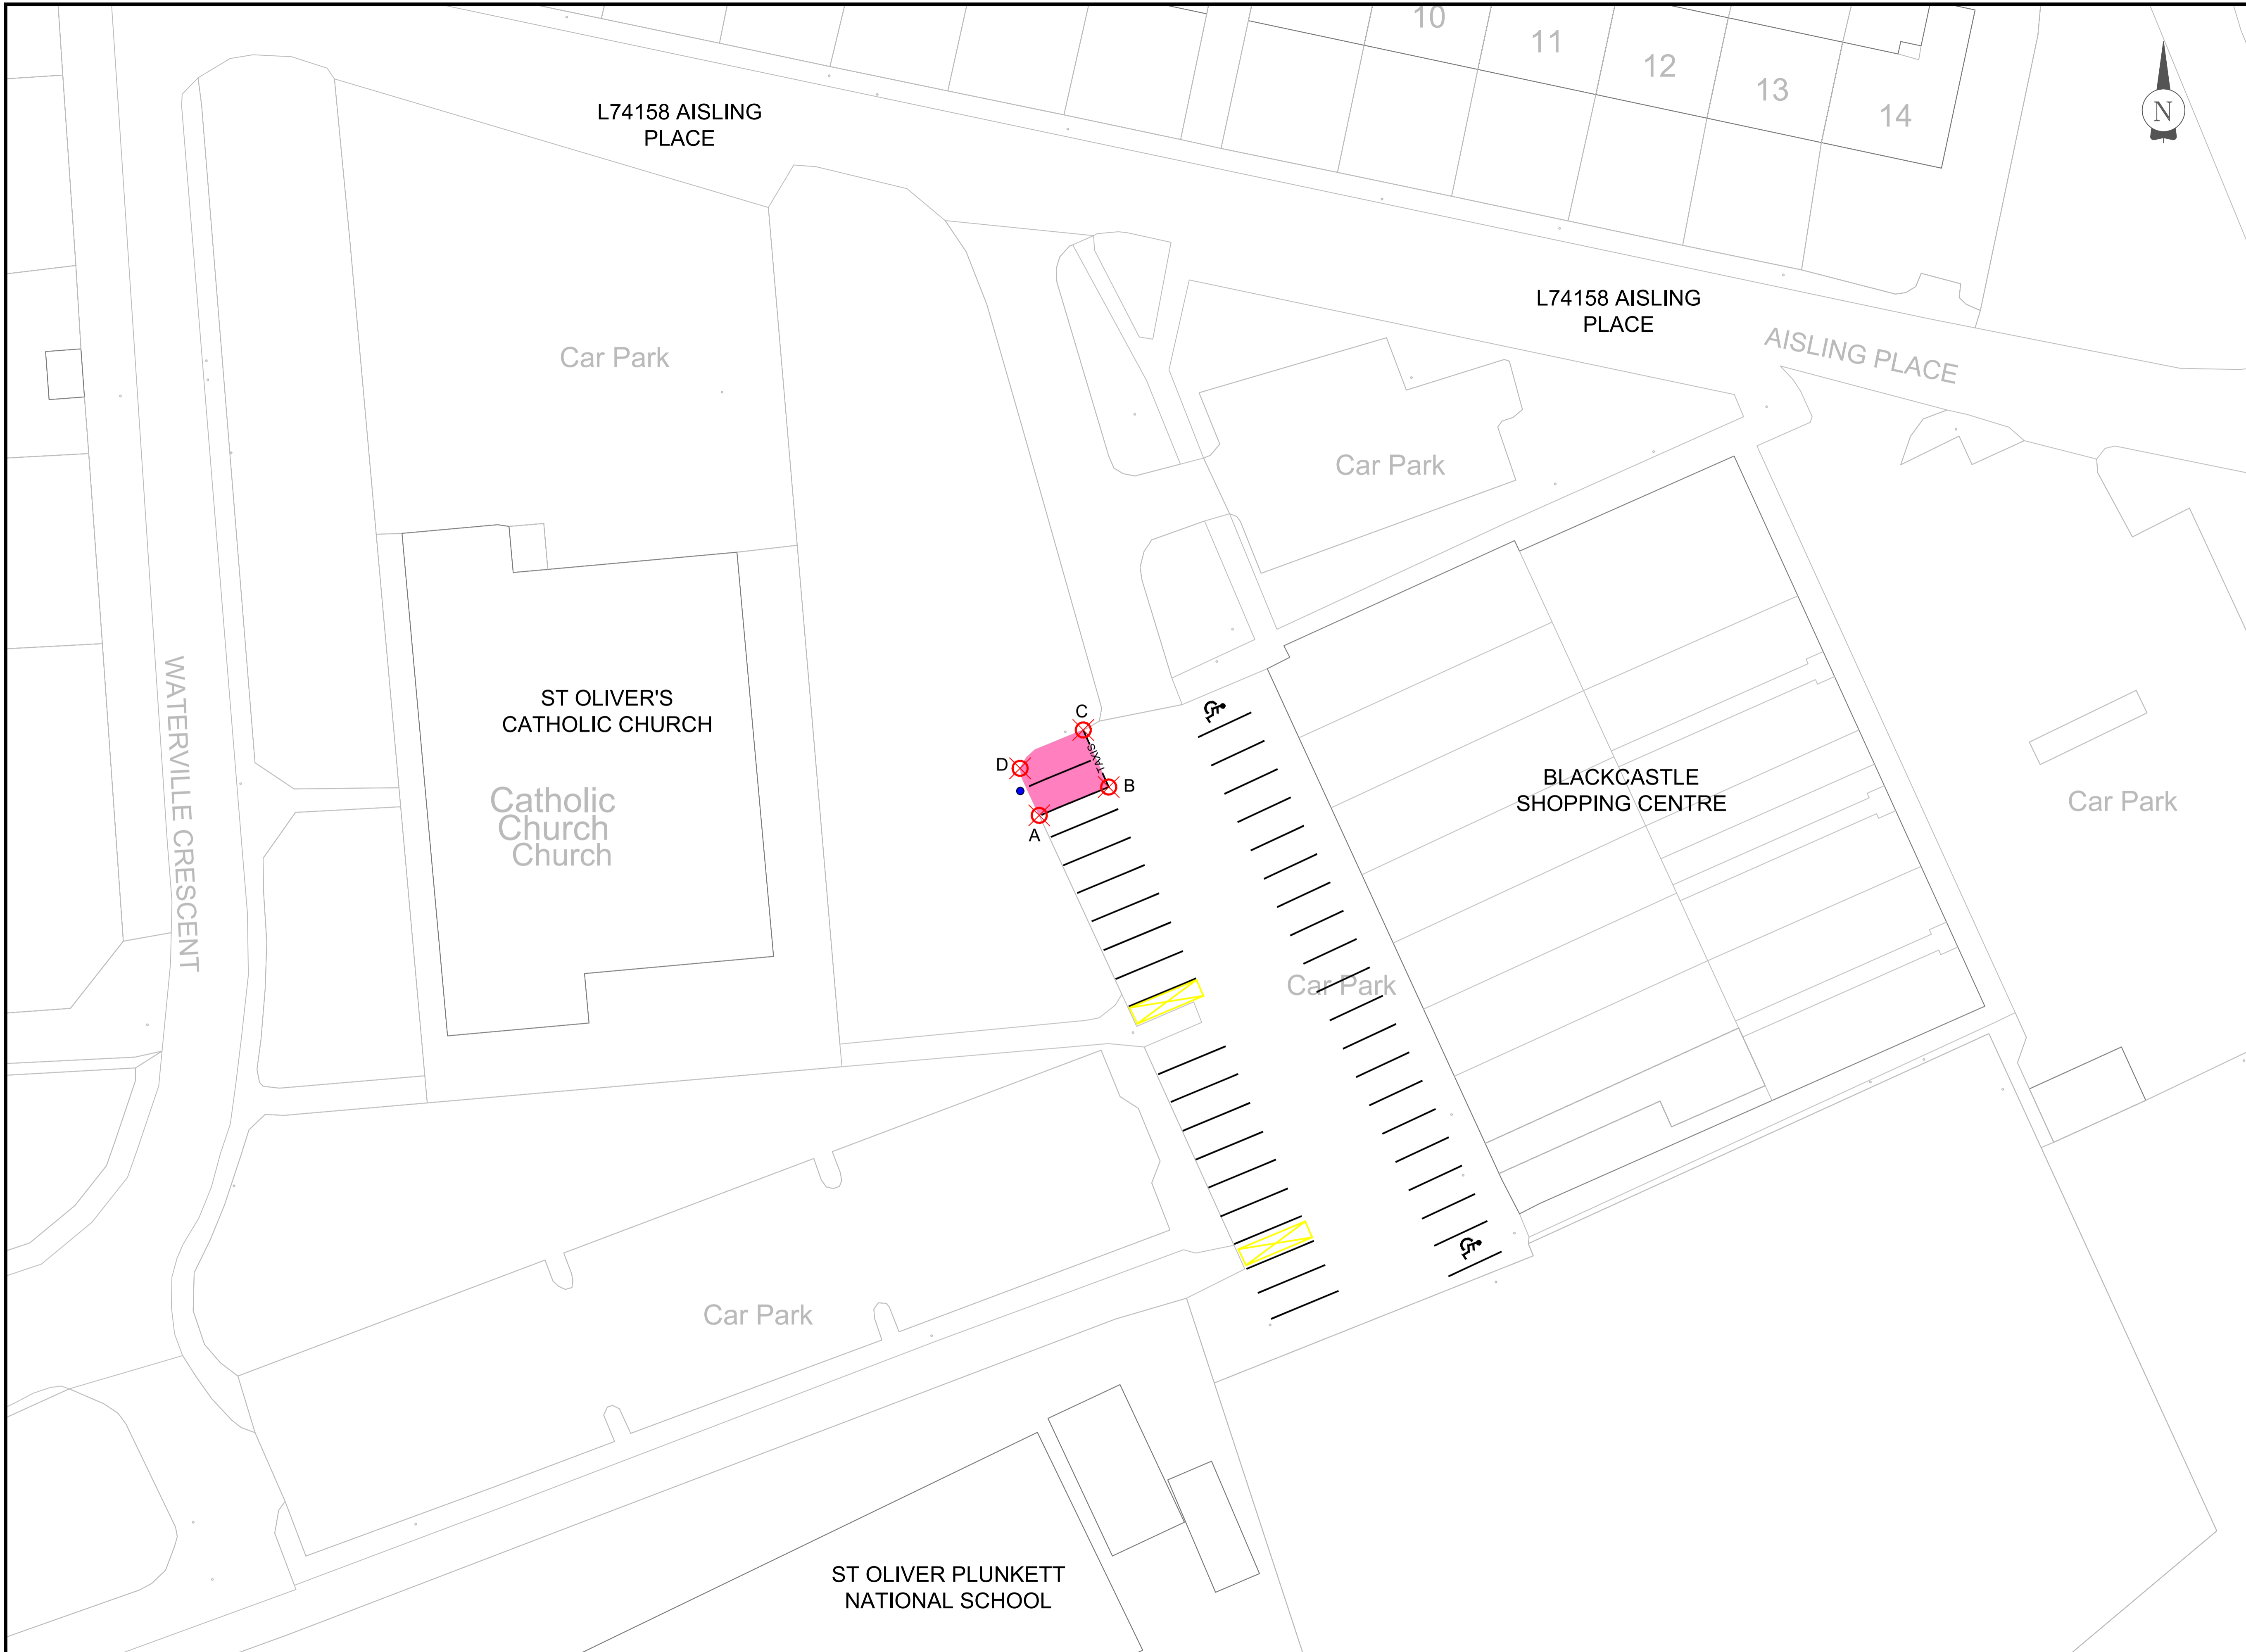 10
11
12
13
14
N
L74158 AISLING
PLACE
L74158 AISLING
PLACE
AISLING PLACE
Car Park
Car Park
WATERVILLE CRESCENT
ST OLIVER'S
CATHOLIC CHURCH
Catholic
Church
Church
C
D
TAXIS
B
A
BLACKCASTLE
SHOPPING CENTRE
Car Park
Car Park
Car Park
ST OLIVER PLUNKETT
NATIONAL SCHOOL